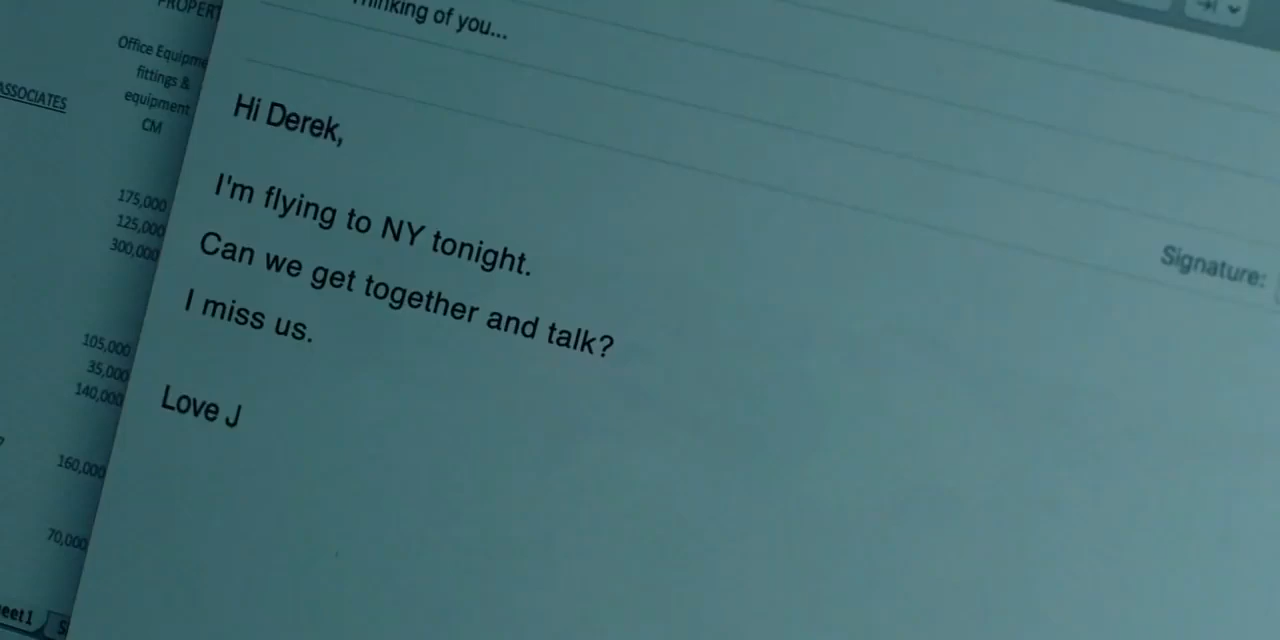 PROPERT
Office Equipme
fittings &
equipment
CM
ASSOCIATES
175,000
125,000
300,000
105,000
35,000
140,000
160,000
70,000
eet1
Thinking of you...
Signature:
Hi Derek,
I'm flying to NY tonight.
Can we get together and talk?
I miss us.
Love J